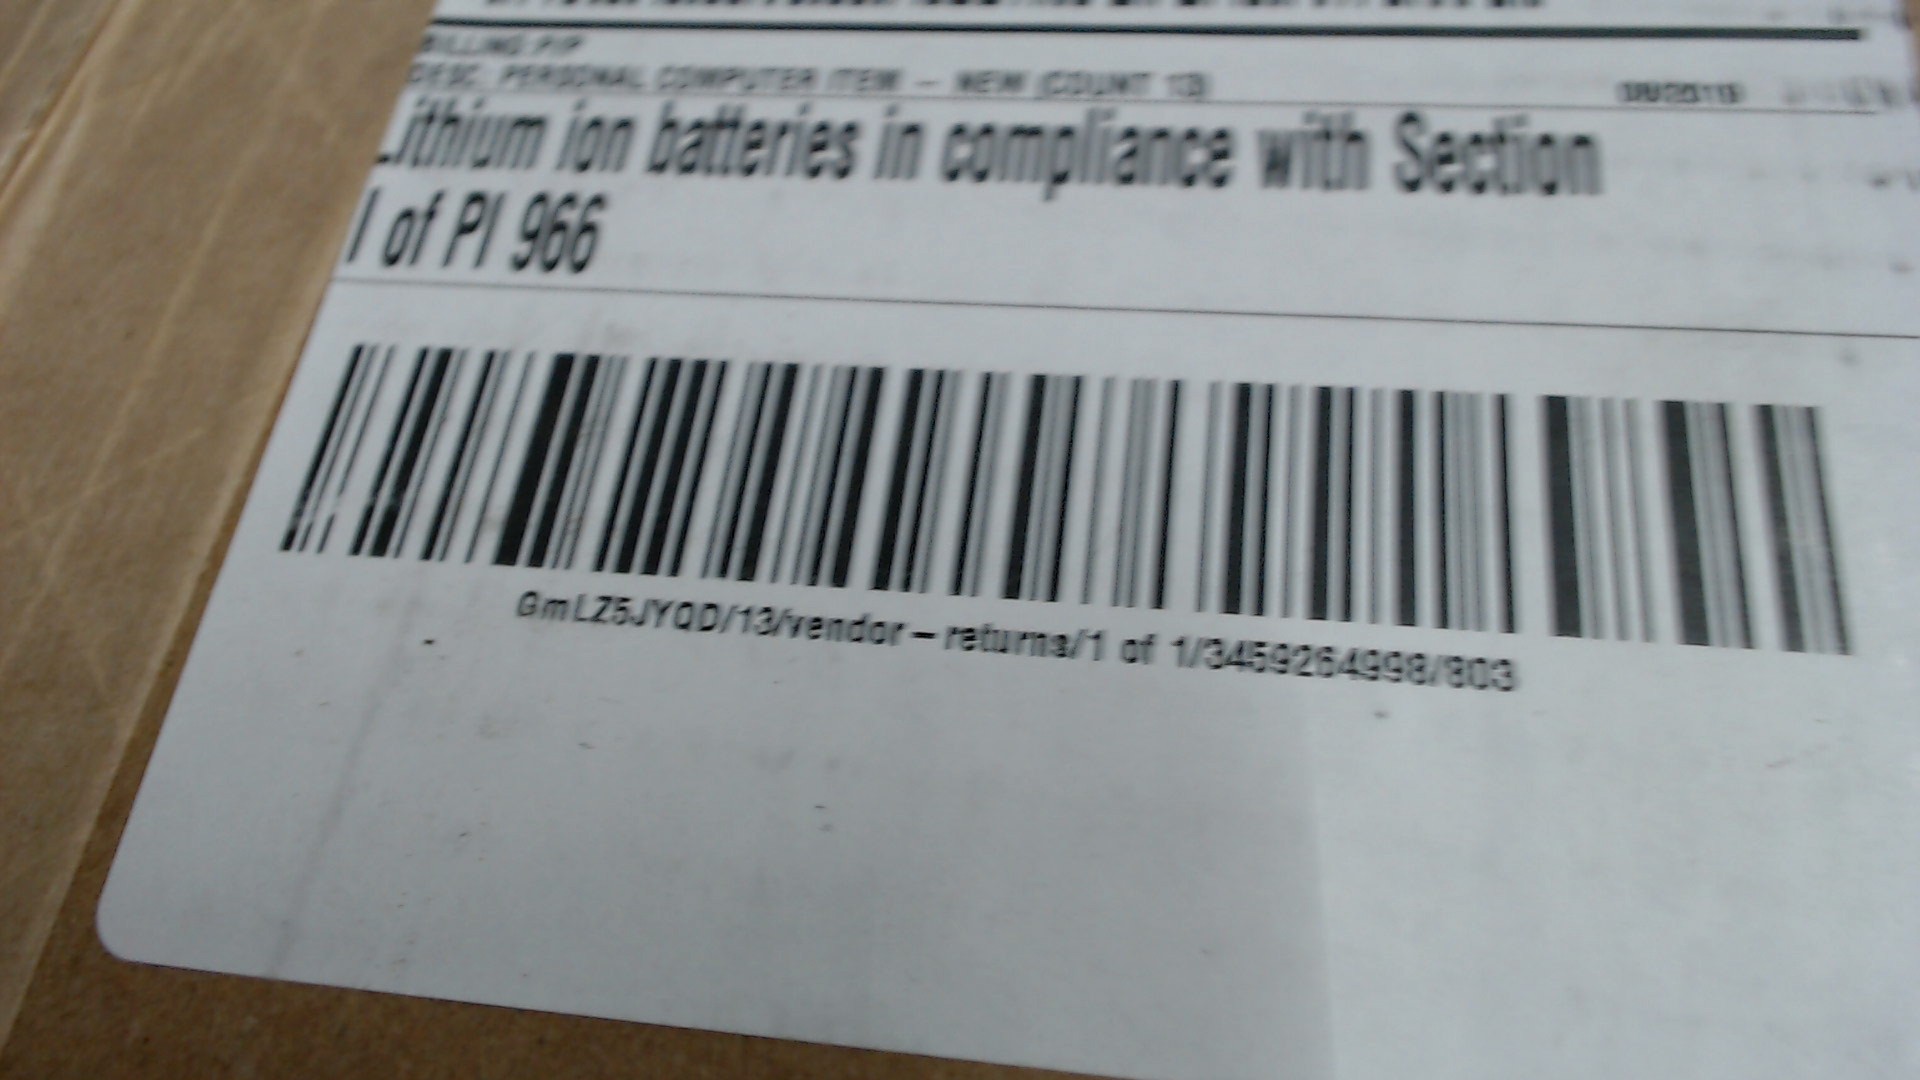 BILLING: P/P
DESC: PERSONAL COMPUTER ITEM - NEW (COUNT 13)
Lithium ion batteries in compliance with Section
I of PI 966
GmLZ5JYQD/13/vendor-returns/1 of 1/3459264998/803